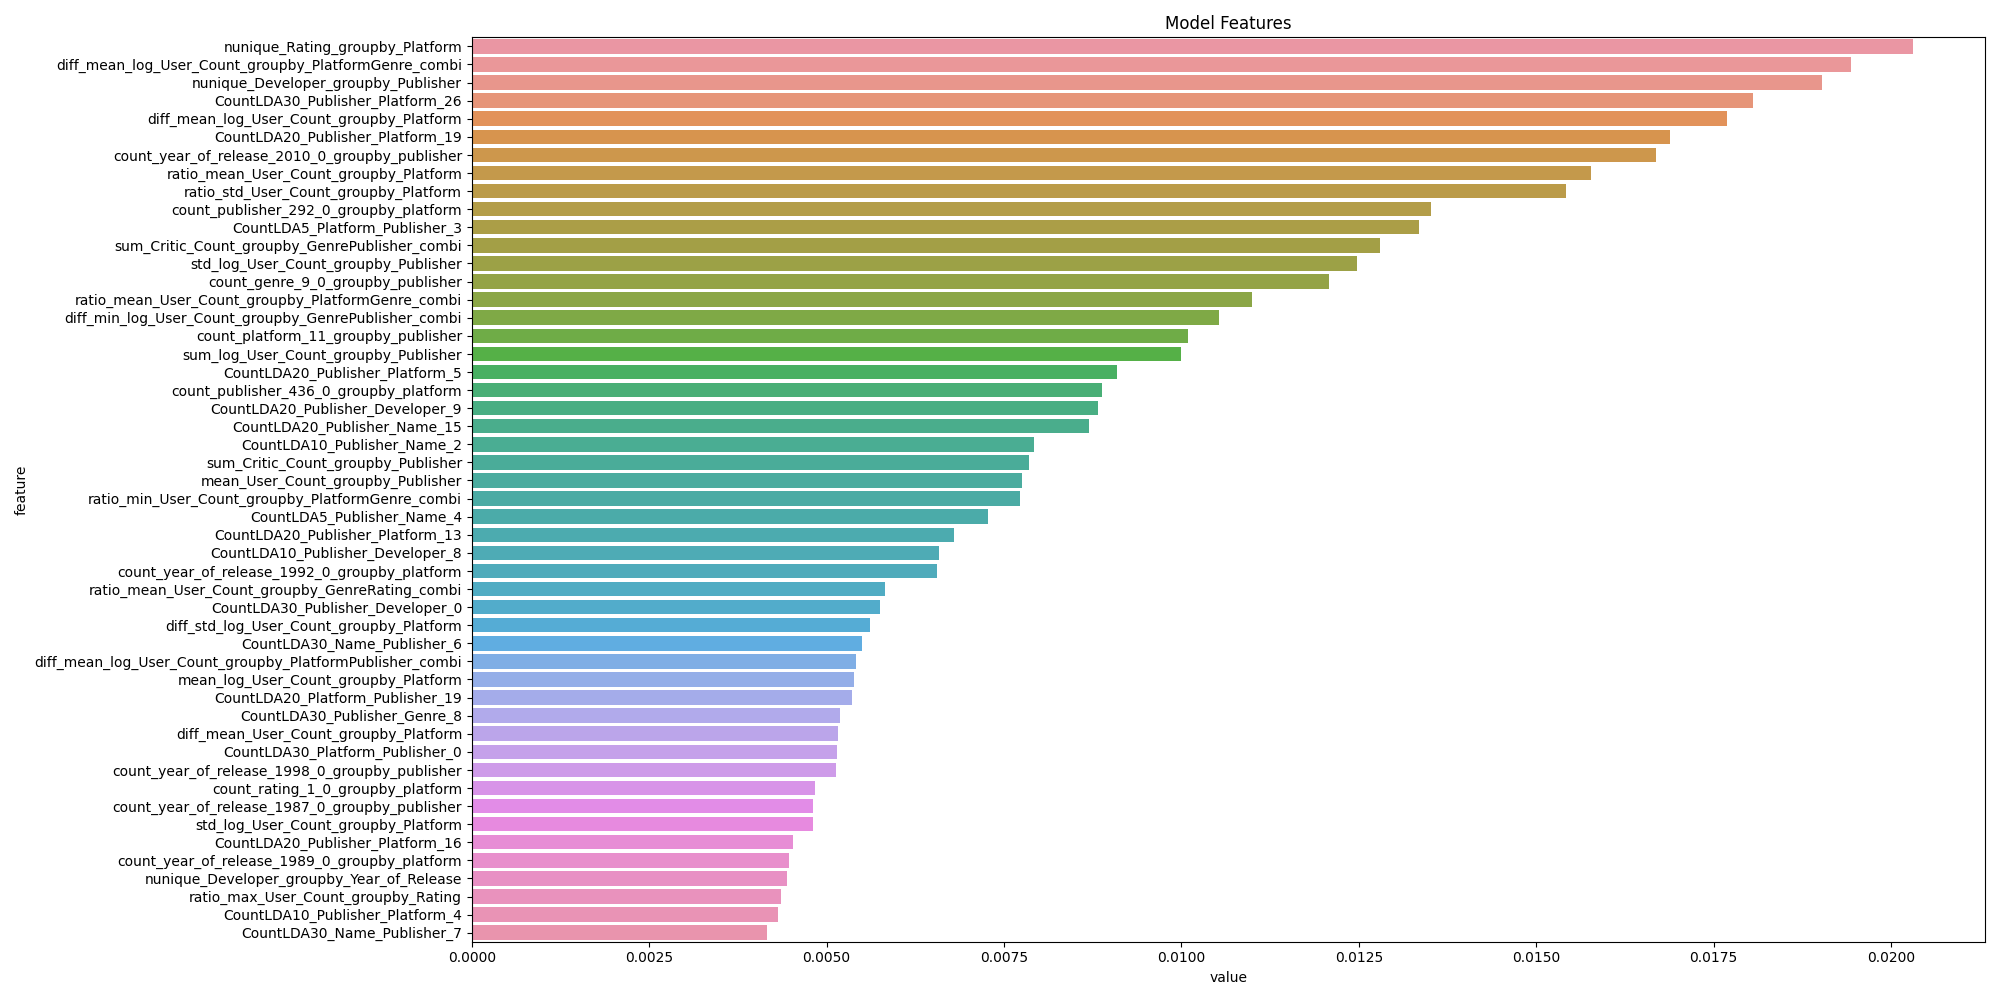 Model Features
nunique_Rating_groupby_Platform
diff_mean_log_User_Count_groupby_PlatformGenre_combi
nunique_Developer_groupby_Publisher
CountLDA30_Publisher_Platform_26
diff_mean_log_User_Count_groupby_Platform
CountLDA20_Publisher_Platform_19
count_year_of_release_2010_0_groupby_publisher
ratio_mean_User_Count_groupby_Platform
ratio_std_User_Count_groupby_Platform
count_publisher_292_0_groupby_platform
CountLDA5_Platform_Publisher_3
sum_Critic_Count_groupby_GenrePublisher_combi
std_log_User_Count_groupby_Publisher
count_genre_9_0_groupby_publisher
ratio_mean_User_Count_groupby_PlatformGenre_combi
diff_min_log_User_Count_groupby_GenrePublisher_combi
count_platform_11_groupby_publisher
sum_log_User_Count_groupby_Publisher
CountLDA20_Publisher_Platform_5
count_publisher_436_0_groupby_platform
CountLDA20_Publisher_Developer_9
CountLDA20_Publisher_Name_15
CountLDA10_Publisher_Name_2
sum_Critic_Count_groupby_Publisher
mean_User_Count_groupby_Publisher
ratio_min_User_Count_groupby_PlatformGenre_combi
CountLDA5_Publisher_Name_4
CountLDA20_Publisher_Platform_13
CountLDA10_Publisher_Developer_8
count_year_of_release_1992_0_groupby_platform
ratio_mean_User_Count_groupby_GenreRating_combi
CountLDA30_Publisher_Developer_0
diff_std_log_User_Count_groupby_Platform
CountLDA30_Name_Publisher_6
diff_mean_log_User_Count_groupby_PlatformPublisher_combi
mean_log_User_Count_groupby_Platform
CountLDA20_Platform_Publisher_19
CountLDA30_Publisher_Genre_8
diff_mean_User_Count_groupby_Platform
CountLDA30_Platform_Publisher_0
count_year_of_release_1998_0_groupby_publisher
count_rating_1_0_groupby_platform
count_year_of_release_1987_0_groupby_publisher
std_log_User_Count_groupby_Platform
CountLDA20_Publisher_Platform_16
count_year_of_release_1989_0_groupby_platform
nunique_Developer_groupby_Year_of_Release
ratio_max_User_Count_groupby_Rating
CountLDA10_Publisher_Platform_4
CountLDA30_Name_Publisher_7
feature
0.0000 0.0025 0.0050 0.0075 0.0100 0.0125 0.0150 0.0175 0.0200
value